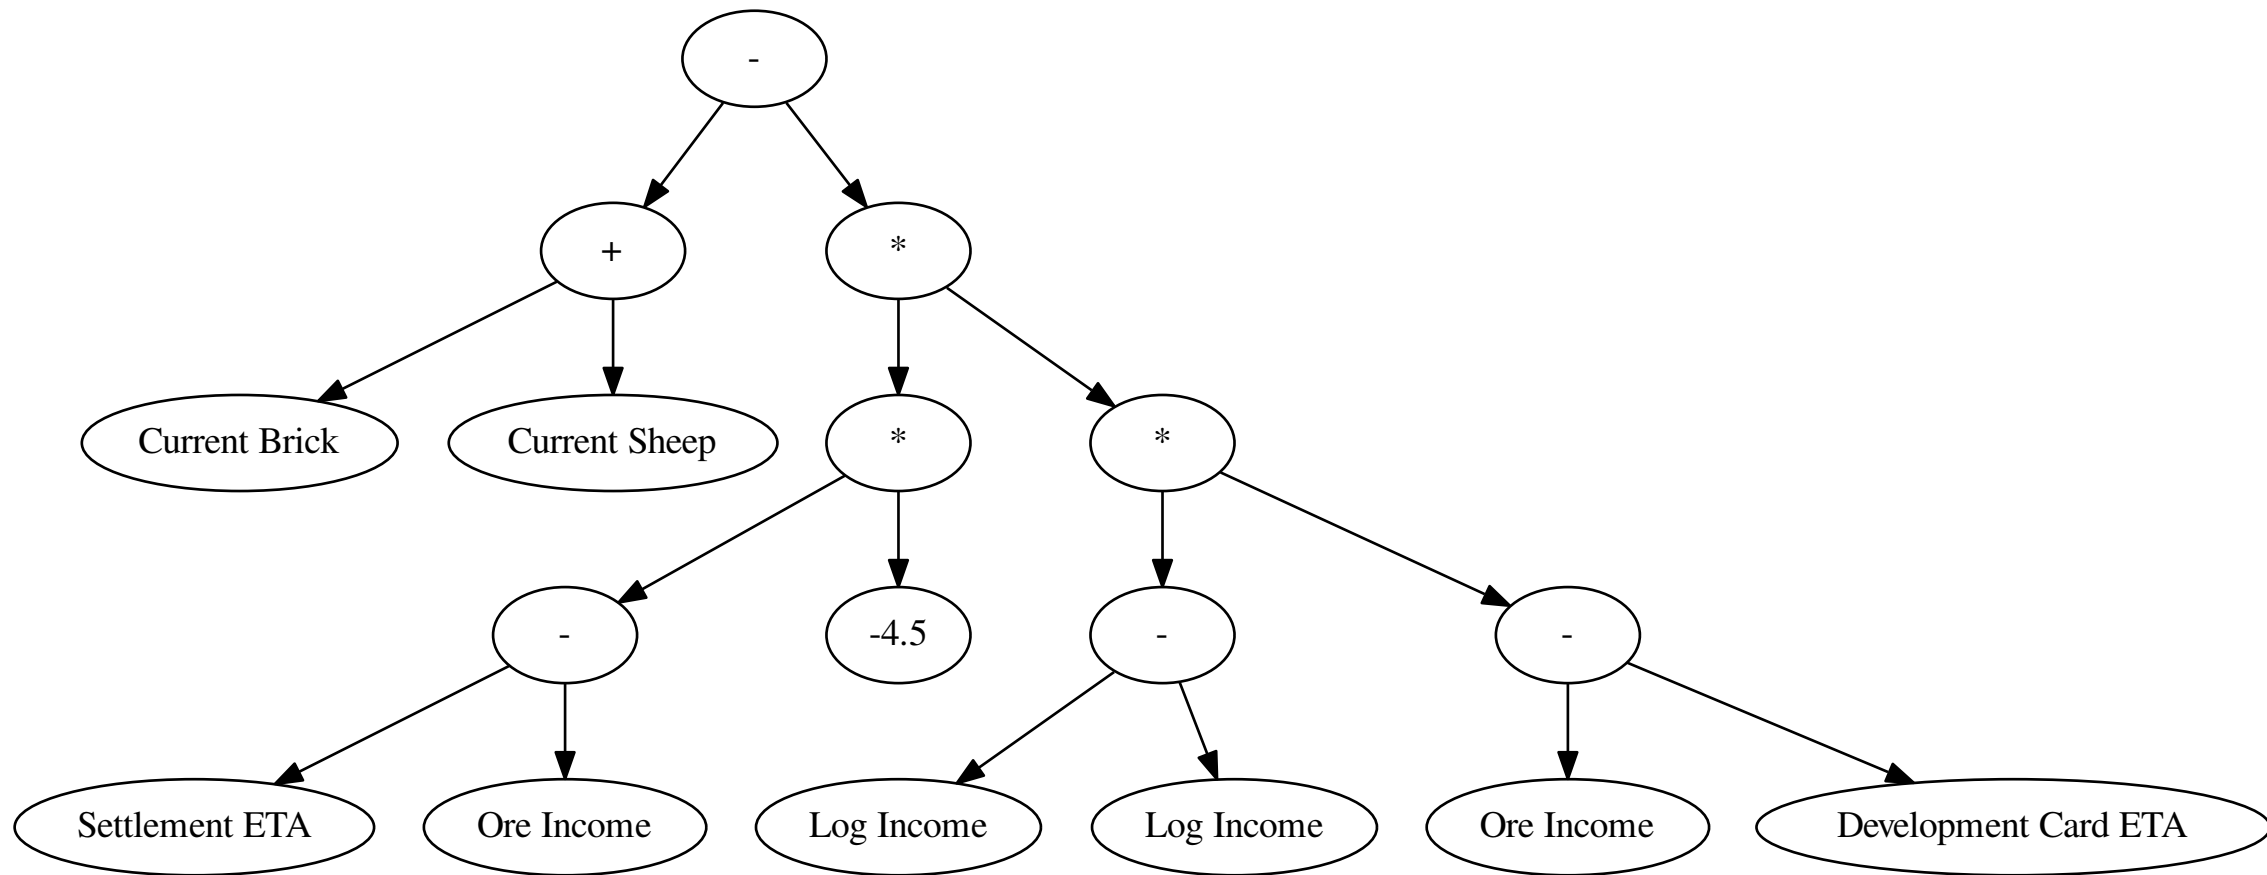 -
+
*
Current Brick
Current Sheep
*
*
-
-4.5
-
-
Settlement ETA
Ore Income
Log Income
Log Income
Ore Income
Development Card ETA